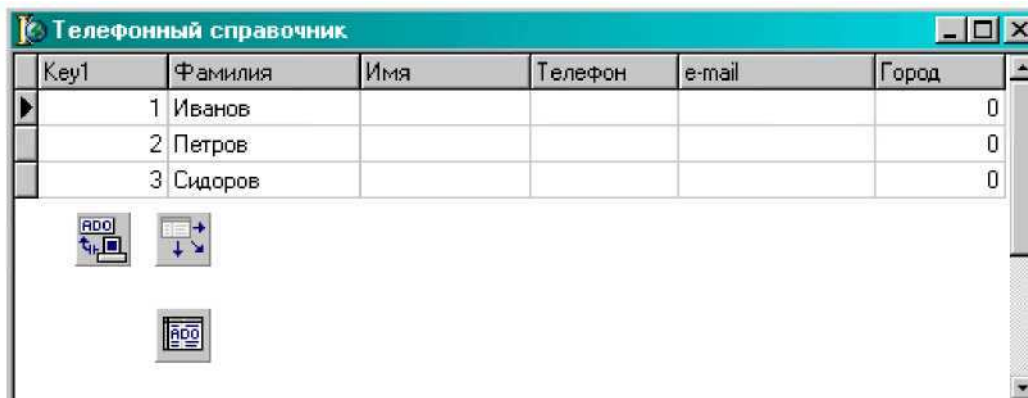 Телефонный справочник
Key1 Фамилия Имя Телефон e-mail Город
1 Иванов 0
2 Петров 0
3 Сидоров 0
ADO
ADO